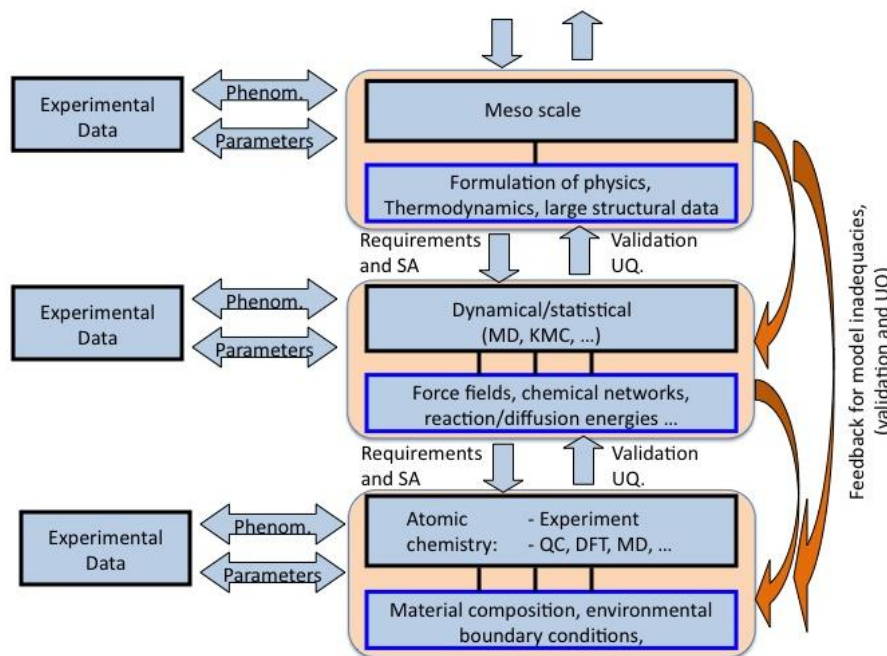 Experimental
Data
Phenom.
Parameters
Meso scale
Formulation of physics,
Thermodynamics, large structural data
Requirements
and SA
Validation
UQ.
Experimental
Data
Phenom.
Parameters
Dynamical/statistical
(MD, KMC, ...)
Force fields, chemical networks,
reaction/diffusion energies ...
Requirements
and SA
Validation
UQ.
Experimental
Data
Phenom.
Parameters
Atomic - Experiment
chemistry: - QC, DFT, MD, ...
Material composition, environmental
boundary conditions,
Feedback for model inadequacies,
(validation and UQ)